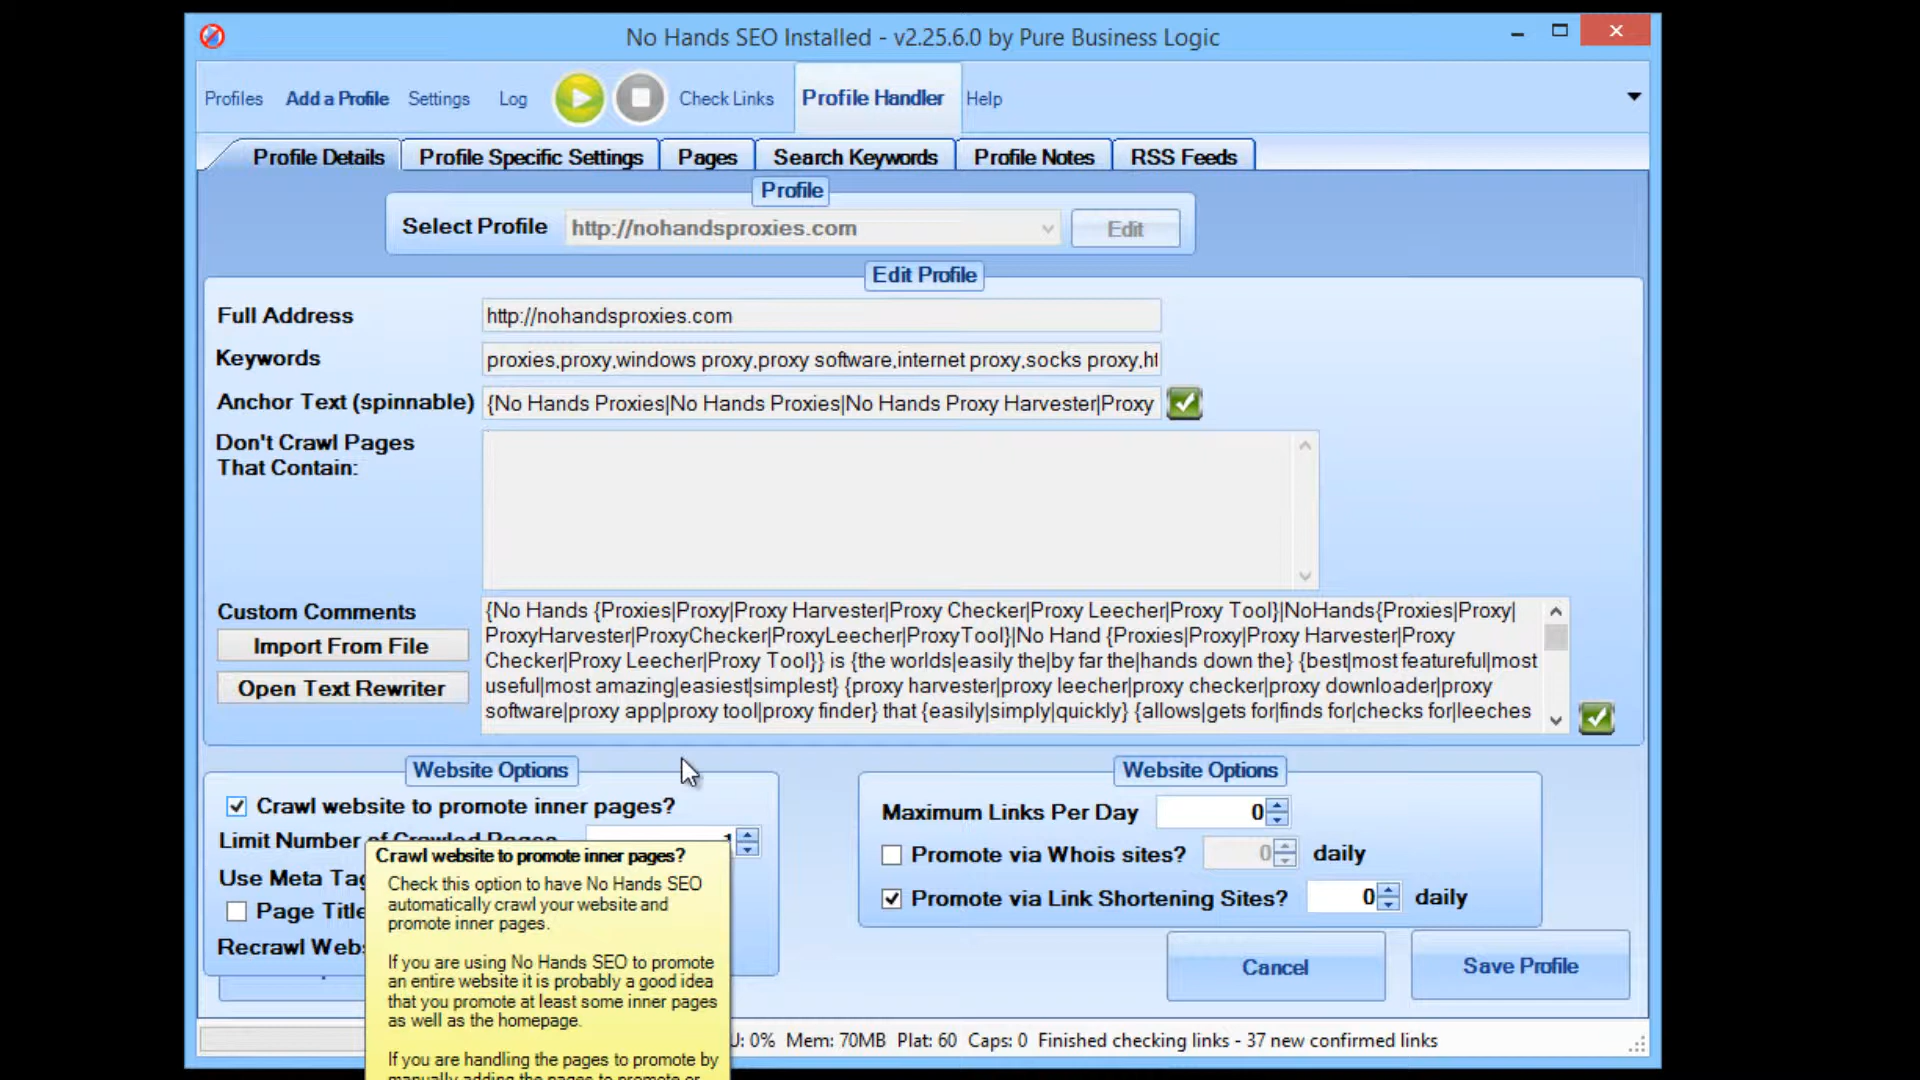 No Hands SEO Installed - v2.25.6.0 by Pure Business Logic
Profiles Add a Profile Settings Log Check Links Profile Handler Help
Profile Details Profile Specific Settings Pages Search Keywords Profile Notes RSS Feeds
Profile
Select Profile http://nohandsproxies.com Edit
Edit Profile
Full Address http://nohandsproxies.com
Keywords proxies,proxy,windows proxy,proxy software,internet proxy,socks proxy,
Anchor Text (spinnable) {No Hands Proxies|No Hands Proxies|No Hands Proxy Harvester|Proxy
Don't Crawl Pages
That Contain:
Custom Comments
Import From File
Open Text Rewriter
{No Hands {Proxies|Proxy|Proxy Harvester|Proxy Checker|Proxy Leecher|Proxy Tool}|NoHands{Proxies|Proxy|
ProxyHarvester|ProxyChecker|ProxyLeecher|ProxyTool}|No Hand {Proxies|Proxy|Proxy Harvester|Proxy
Checker|Proxy Leecher|Proxy Tool}} is {the worlds|easily the|by far the|hands down the} {best|most featureful|most
useful|most amazing|easiest|simplest} {proxy harvester|proxy leecher|proxy checker|proxy downloader|proxy
software|proxy app|proxy tool|proxy finder} that {easily|simply|quickly} {allows|gets for|finds for|checks for|leeches
Website Options
Crawl website to promote inner pages?
Limit Number of Crawled Pages
Use Meta
Page Title
Recrawl
Crawl website to promote inner pages?
Check this option to have No Hands SEO
automatically crawl your website and
promote inner pages.
If you are using No Hands SEO to promote
an entire website it is probably a good idea
that you promote at least some inner pages
as well as the homepage.
If you are handling the pages to promote by
manually adding the pages to promote or
Website Options
Maximum Links Per Day 0
Promote via Whois sites? 0 daily
Promote via Link Shortening Sites? 0 daily
Cancel Save Profile
U: 0% Mem: 70MB Plat: 60 Caps: 0 Finished checking links - 37 new confirmed links